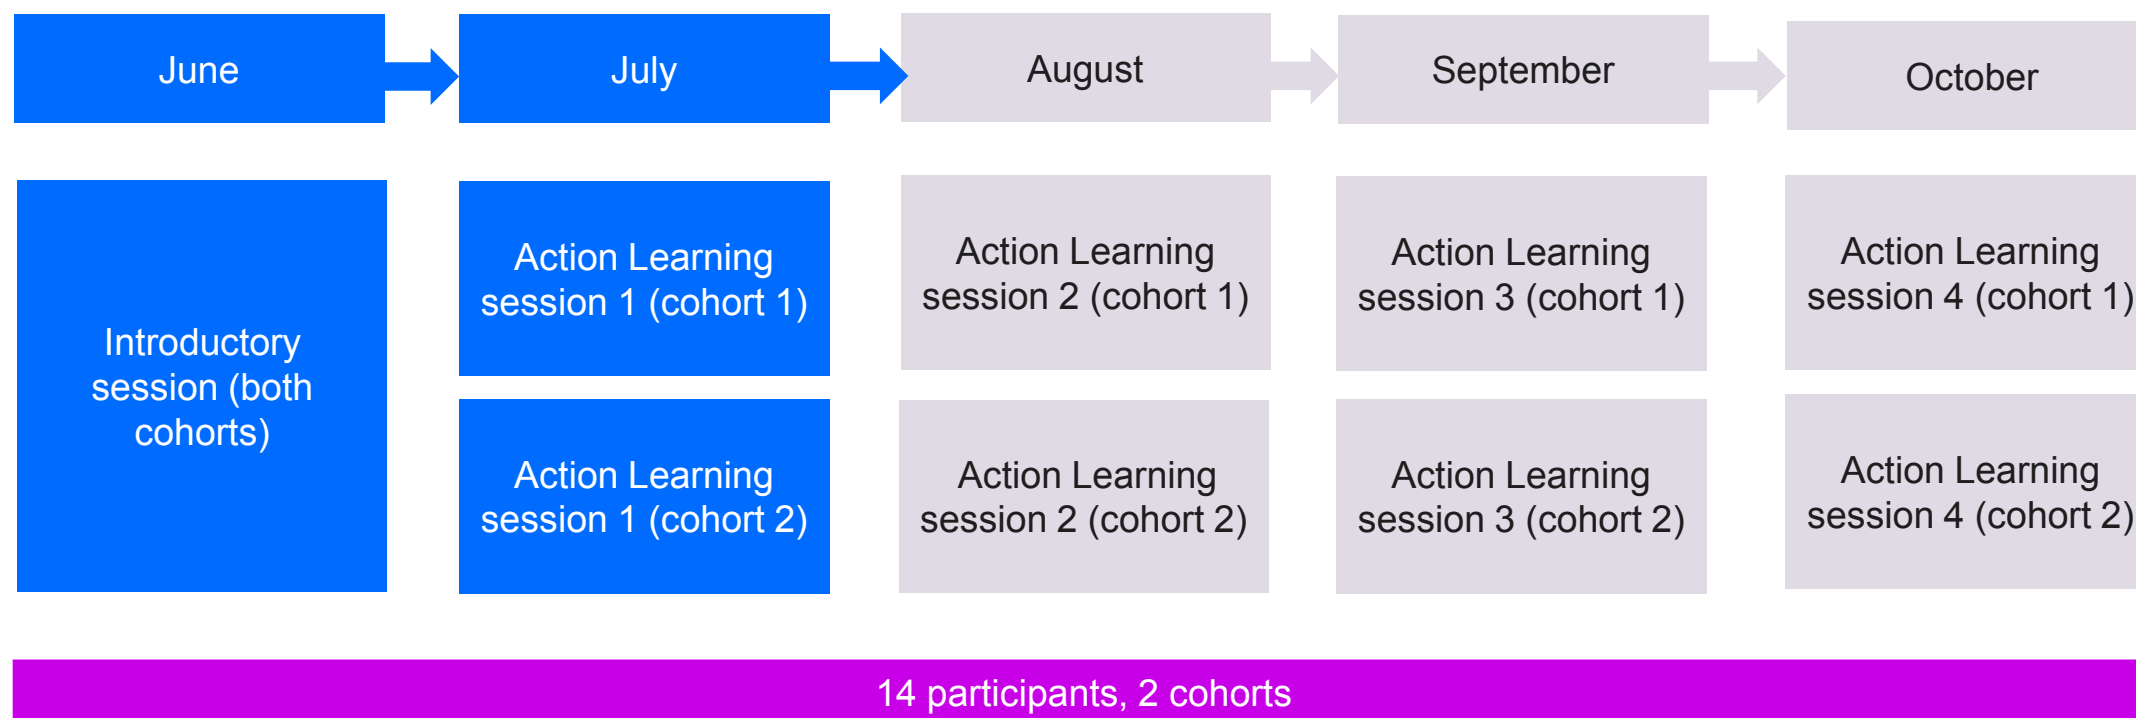 June
July
August
September
October
Introductory
session (both
cohorts)
Action Learning
session 1 (cohort 1)
Action Learning
session 2 (cohort 1)
Action Learning
session 3 (cohort 1)
Action Learning
session 4 (cohort 1)
Action Learning
session 1 (cohort 2)
Action Learning
session 2 (cohort 2)
Action Learning
session 3 (cohort 2)
Action Learning
session 4 (cohort 2)
14 participants, 2 cohorts